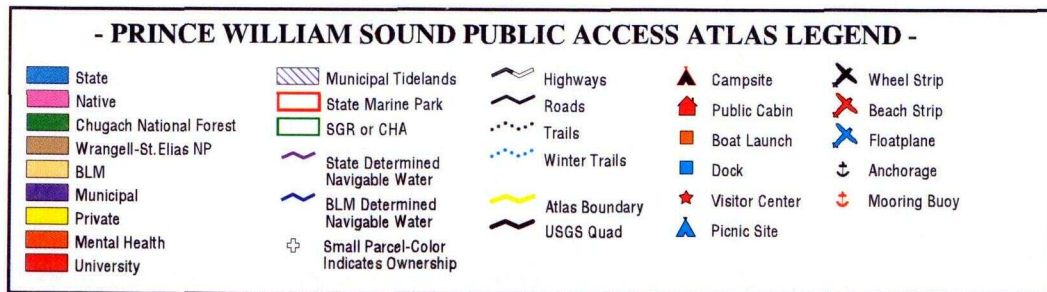 - PRINCE WILLIAM SOUND PUBLIC ACCESS ATLAS LEGEND -
State
Native
Chugach National Forest
Wrangell-St.Elias NP
BLM
Municipal
Private
Mental Health
University
Municipal Tidelands
State Marine Park
SGR or CHA
State Determined
Navigable Water
BLM Determined
Navigable Water
Small Parcel-Color
Indicates Ownership
Highways
Roads
Trails
Winter Trails
Atlas Boundary
USGS Quad
Campsite
Public Cabin
Boat Launch
Dock
Visitor Center
Picnic Site
Wheel Strip
Beach Strip
Floatplane
Anchorage
Mooring Buoy